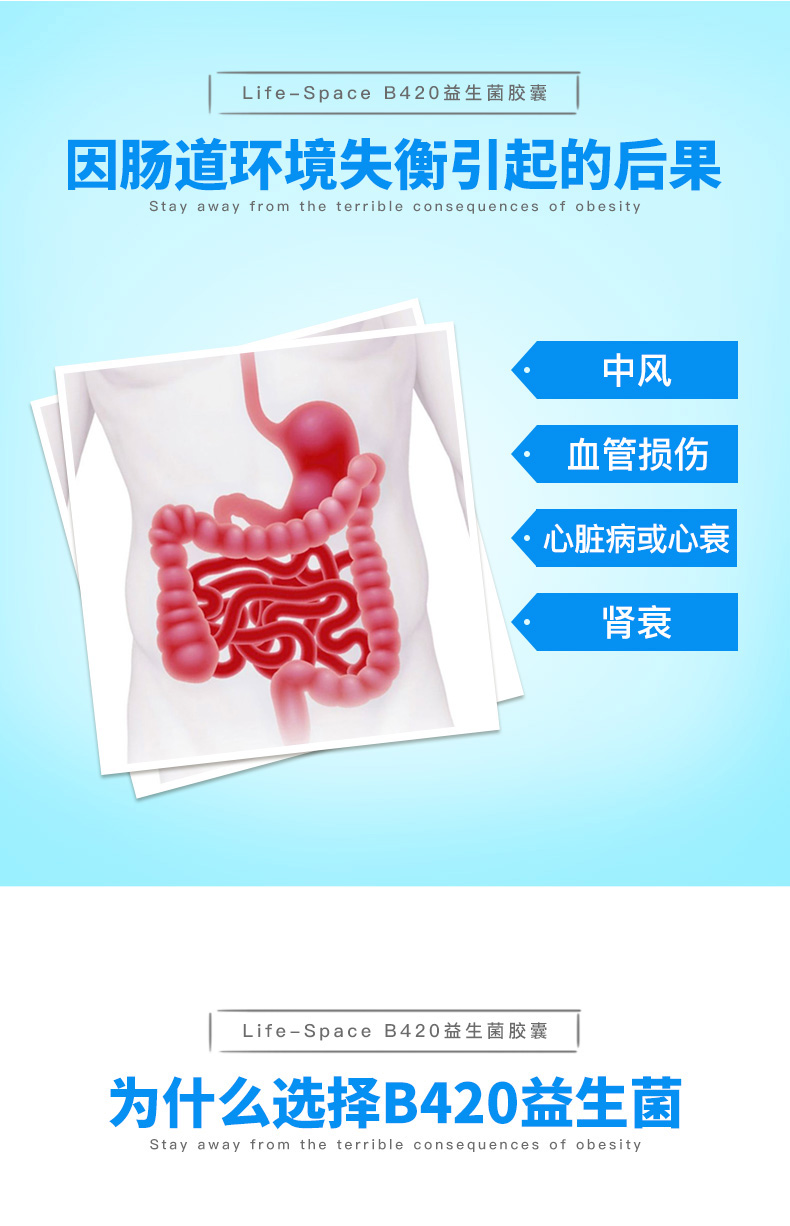 Life-Space B420益生菌胶囊
因肠道环境失衡引起的后果
Stay away from the terrible consequences of obesity
中风
血管损伤
心脏病或心衰
肾衰
Life-Space B420益生菌胶囊
为什么选择B420益生菌
Stay away from the terrible consequences of obesity